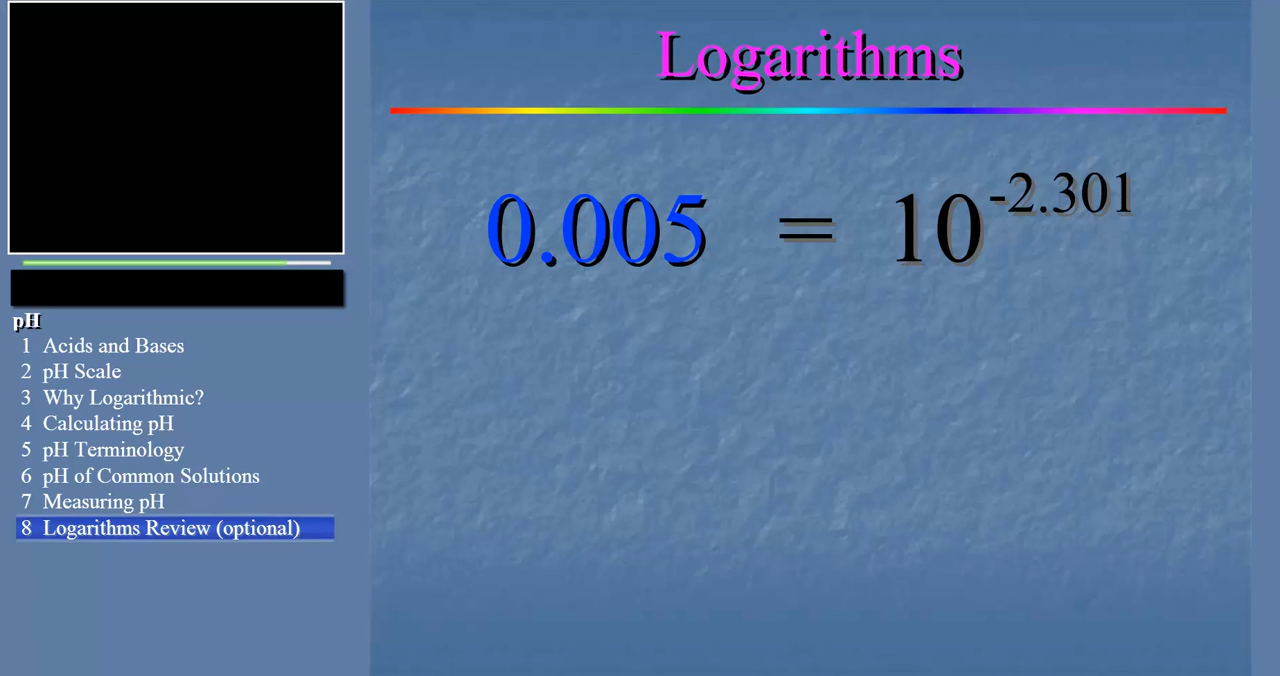 Logarithms
0.005 = 10^-2.301
pH
1 Acids and Bases
2 pH Scale
3 Why Logarithmic?
4 Calculating pH
5 pH Terminology
6 pH of Common Solutions
7 Measuring pH
8 Logarithms Review (optional)